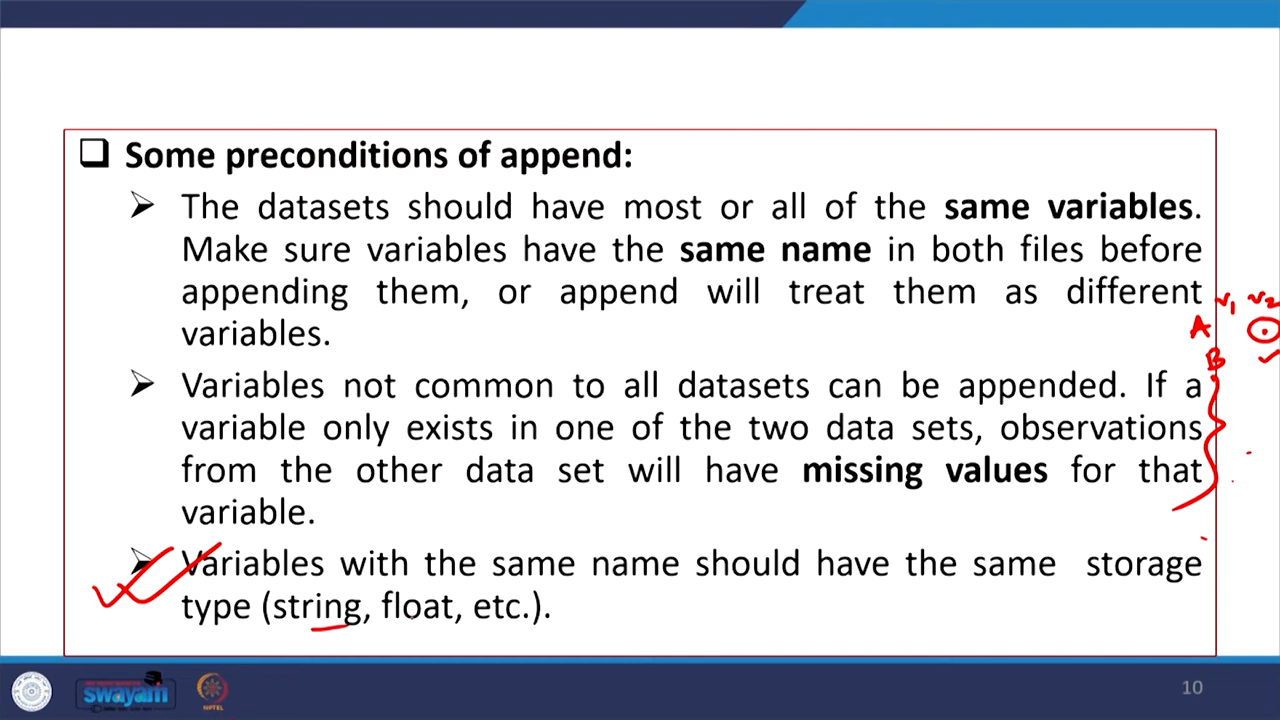 Some preconditions of append:
The datasets should have most or all of the same variables.
Make sure variables have the same name in both files before
appending them, or append will treat them as different
variables.
v1 v2
A
B
Variables not common to all datasets can be appended. If a
variable only exists in one of the two data sets, observations
from the other data set will have missing values for that
variable.
Variables with the same name should have the same storage
type (string, float, etc.).
swayam
NPTEL
10